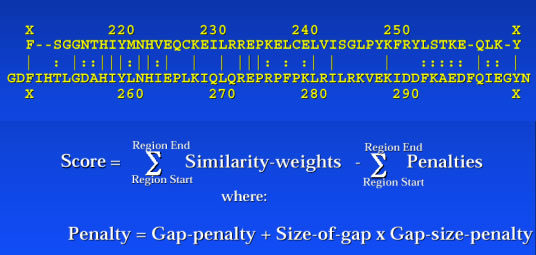 X 220 230 240 250 X
F--SGGNTHIYMNHVEQCKEILRREPKELCELVISGLPYKFRYLSTKE-QLK-Y
| : :: |||:||: | | ||| : : : | | | :::: :| |
GDFIHTLGDAHIYLNHIEPLKIQLQREPRPFPKLRILRKVEKIDDFKAEDFQIEGYN
X 260 270 280 290 X
Region End Region End
Score = Σ Similarity-weights - Σ Penalties
Region Start Region Start
where:
Penalty = Gap-penalty + Size-of-gap x Gap-size-penalty